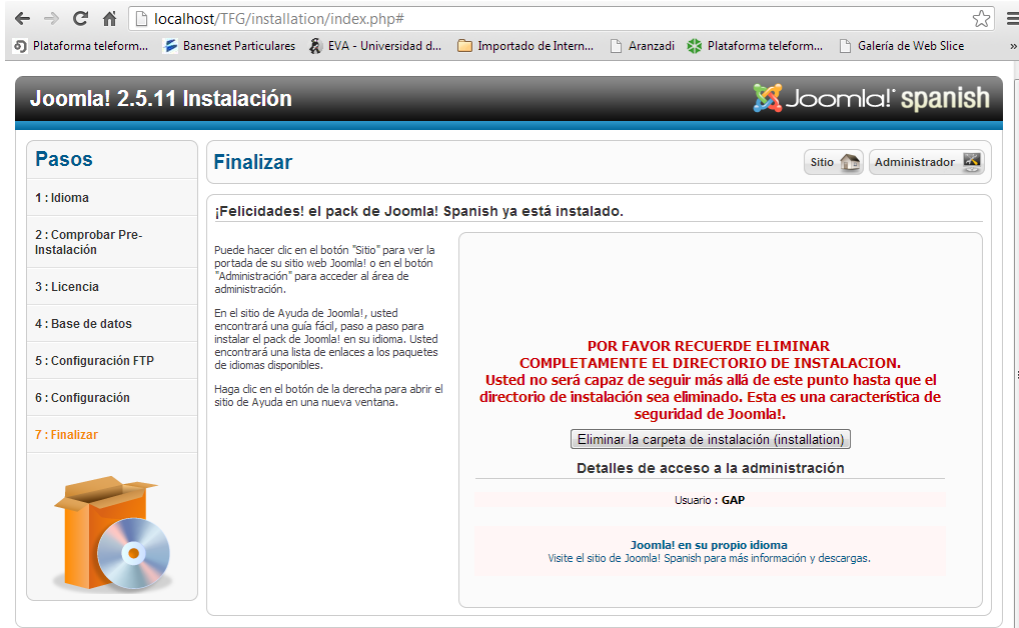 localhost/TFG/installation/index.php#
Plataforma teleform... Banesnet Particulares EVA - Universidad d... Importado de Intern... Aranzadi Plataforma teleform... Galería de Web Slice »
Joomla! 2.5.11 Instalación
Joomla! spanish
Pasos
1 : Idioma
2 : Comprobar Pre-
Instalación
3 : Licencia
4 : Base de datos
5 : Configuración FTP
6 : Configuración
7 : Finalizar
Finalizar
Sitio
Administrador
¡Felicidades! el pack de Joomla! Spanish ya está instalado.
Puede hacer clic en el botón "Sitio" para ver la
portada de su sitio web Joomla! o en el botón
"Administración" para acceder al área de
administración.
En el sitio de Ayuda de Joomla!, usted
encontrará una guía fácil, paso a paso para
instalar el pack de Joomla! en su idioma. Usted
encontrará una lista de enlaces a los paquetes
de idiomas disponibles.
Haga clic en el botón de la derecha para abrir el
sitio de Ayuda en una nueva ventana.
POR FAVOR RECUERDE ELIMINAR
COMPLETAMENTE EL DIRECTORIO DE INSTALACION.
Usted no será capaz de seguir más allá de este punto hasta que el
directorio de instalación sea eliminado. Esta es una característica de
seguridad de Joomla!.
Eliminar la carpeta de instalación (installation)
Detalles de acceso a la administración
Usuario : GAP
Joomla! en su propio idioma
Visite el sitio de Joomla! Spanish para más información y descargas.